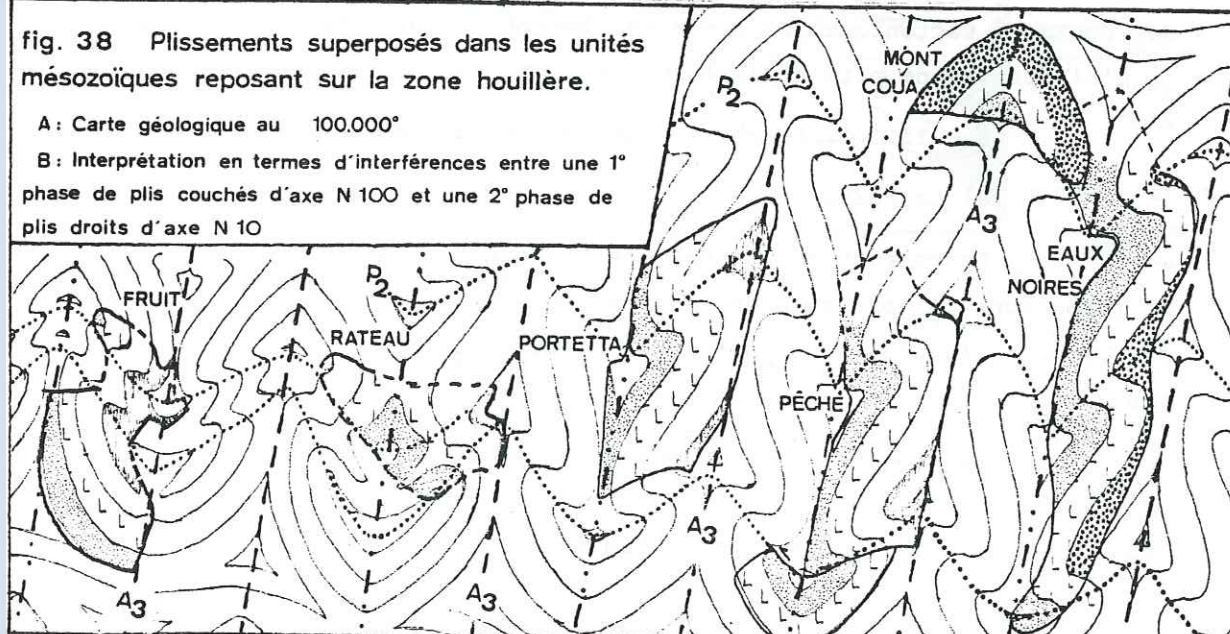 fig. 38 Plissements superposés dans les unités
mésozoïques reposant sur la zone houillère.
A: Carte géologique au 100.000°
B: Interprétation en termes d'interférences entre une 1°
phase de plis couchés d'axe N 100 et une 2° phase de
plis droits d'axe N 10
MONT
COUA
P2
A3
EAUX
NOIRES
FRUIT
P2
RATEAU
PORTETTA
PÊCHE
A3
A3
A3